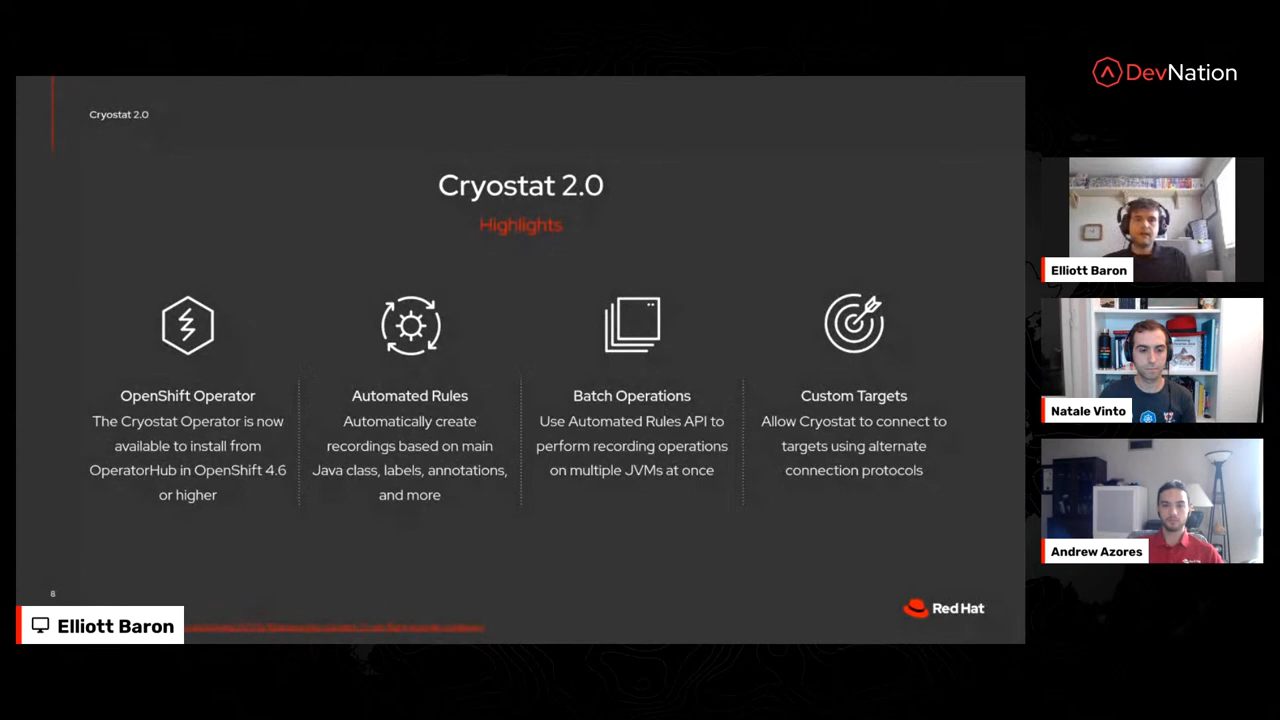 DevNation
Cryostat 2.0
Cryostat 2.0
Highlights
OpenShift Operator
The Cryostat Operator is now
available to install from
OperatorHub in OpenShift 4.6
or higher
Automated Rules
Automatically create
recordings based on main
Java class, labels, annotations,
and more
Batch Operations
Use Automated Rules API to
perform recording operations
on multiple JVMs at once
Custom Targets
Allow Cryostat to connect to
targets using alternate
connection protocols
8
Red Hat
Elliott Baron
Elliott Baron
Natale Vinto
Andrew Azores